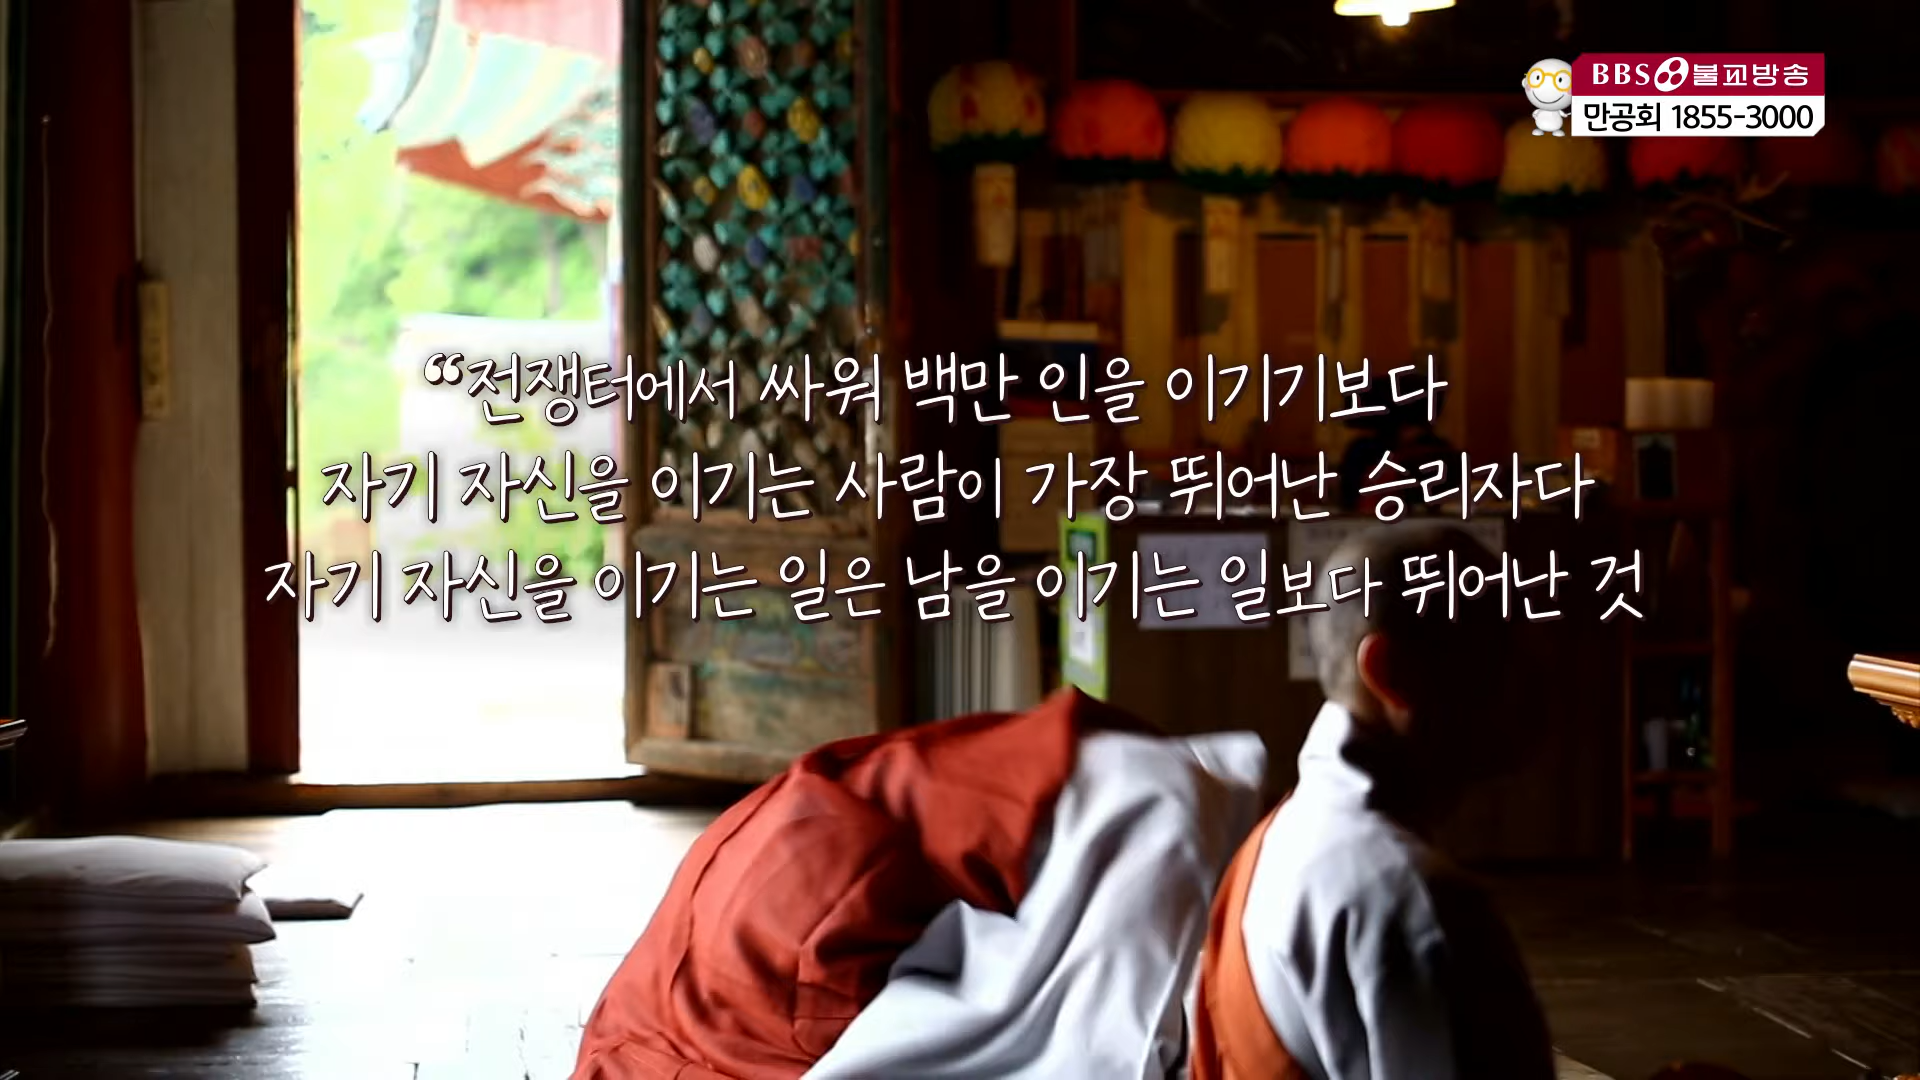 BBS불교방송
만공회 1855-3000
“전쟁터에서 싸워 백만 인을 이기기보다
자기 자신을 이기는 사람이 가장 뛰어난 승리자다
자기 자신을 이기는 일은 남을 이기는 일보다 뛰어난 것